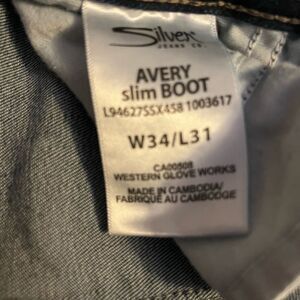 Silver
JEANS CO.
AVERY
slim BOOT
L94627SSX458 1003617
W34/L31
CA00508
WESTERN GLOVE WORKS
MADE IN CAMBODIA/
FABRIQUÉ AU CAMBODGE